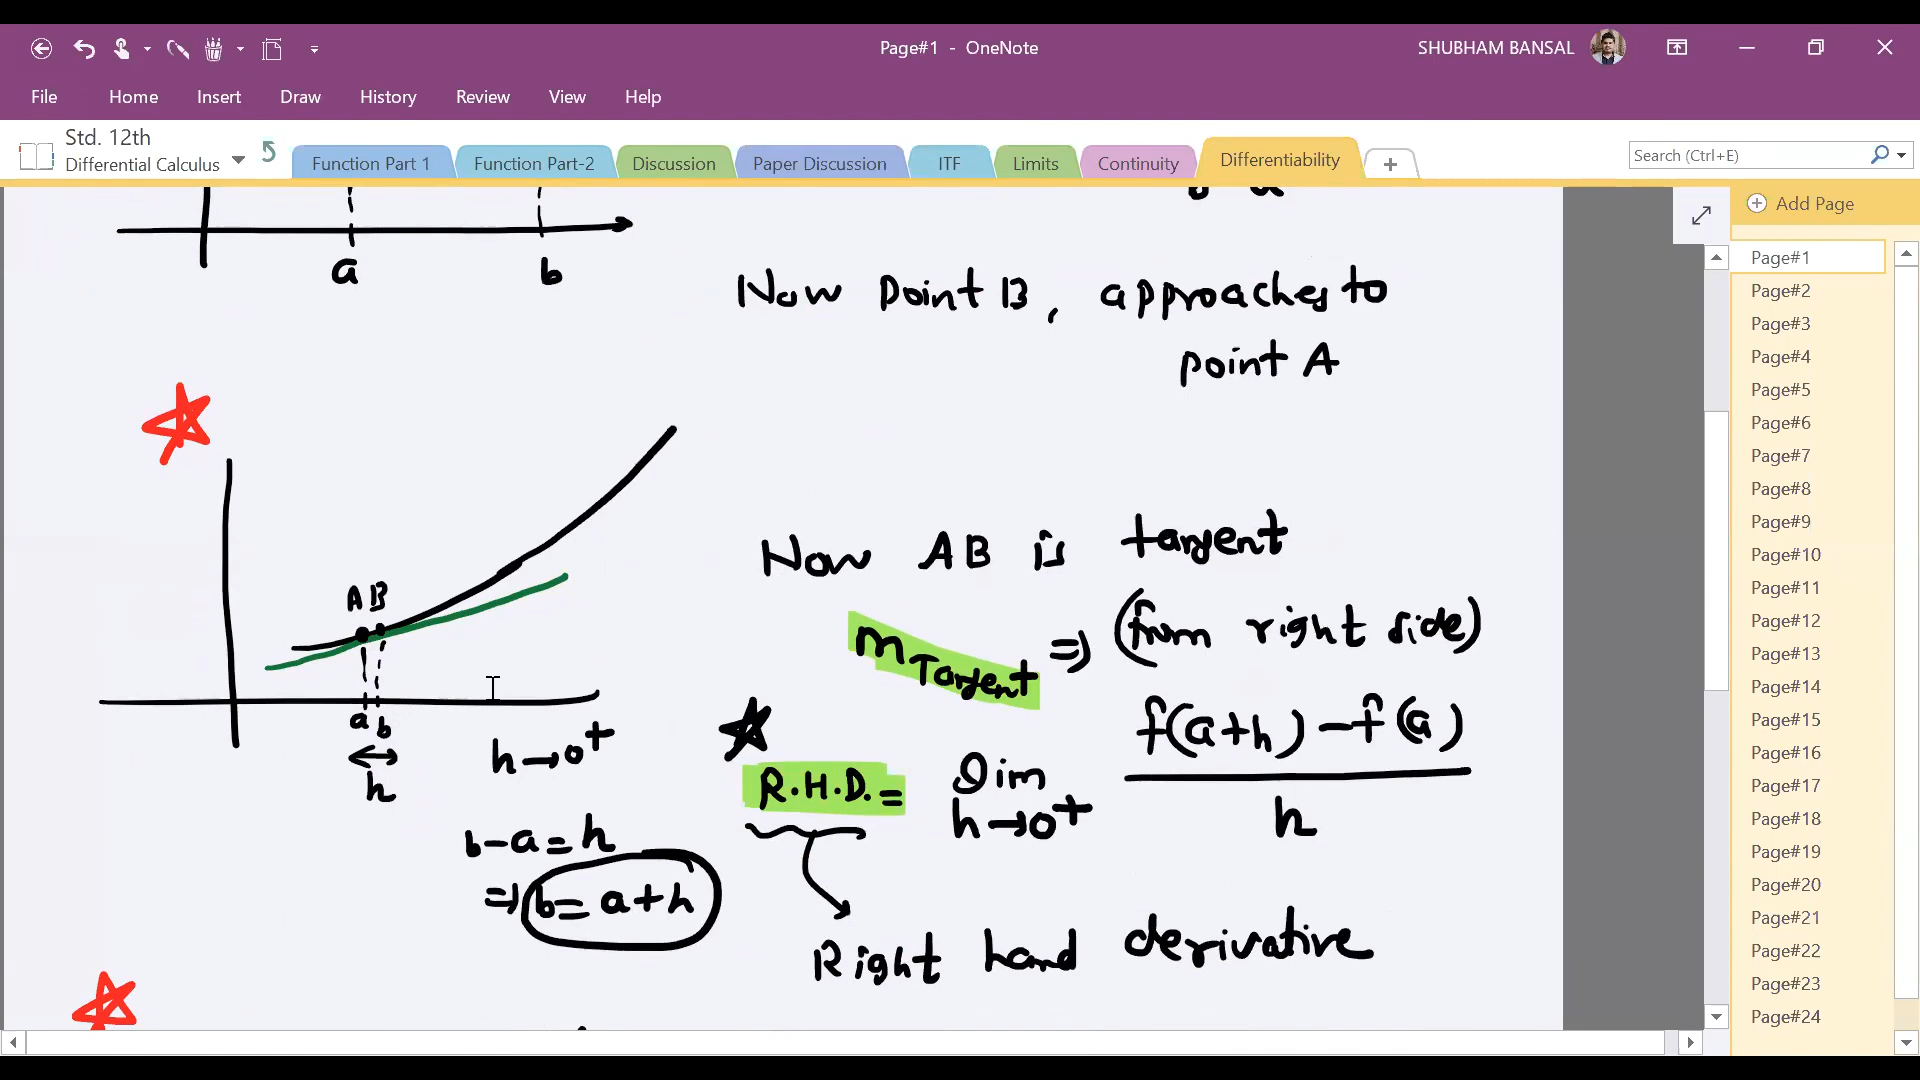 Page#1 - OneNote
SHUBHAM BANSAL
File Home Insert Draw History Review View Help
Std. 12th
Differential Calculus
Function Part 1
Function Part-2
Discussion
Paper Discussion
ITF
Limits
Continuity
Differentiability
+
Search (Ctrl+E)
Add Page
Page#1
Page#2
Page#3
Page#4
Page#5
Page#6
Page#7
Page#8
Page#9
Page#10
Page#11
Page#12
Page#13
Page#14
Page#15
Page#16
Page#17
Page#18
Page#19
Page#20
Page#21
Page#22
Page#23
Page#24
a b
Now Point B, approaches to
point A
A B
a b
h
h→0+
b-a=h
⇒ b= a+h
Now AB is tangent
m Tangent ⇒ (from right side)
f(a+h) - f(a)
R.H.D. = lim
h→0+
h
Right hand derivative